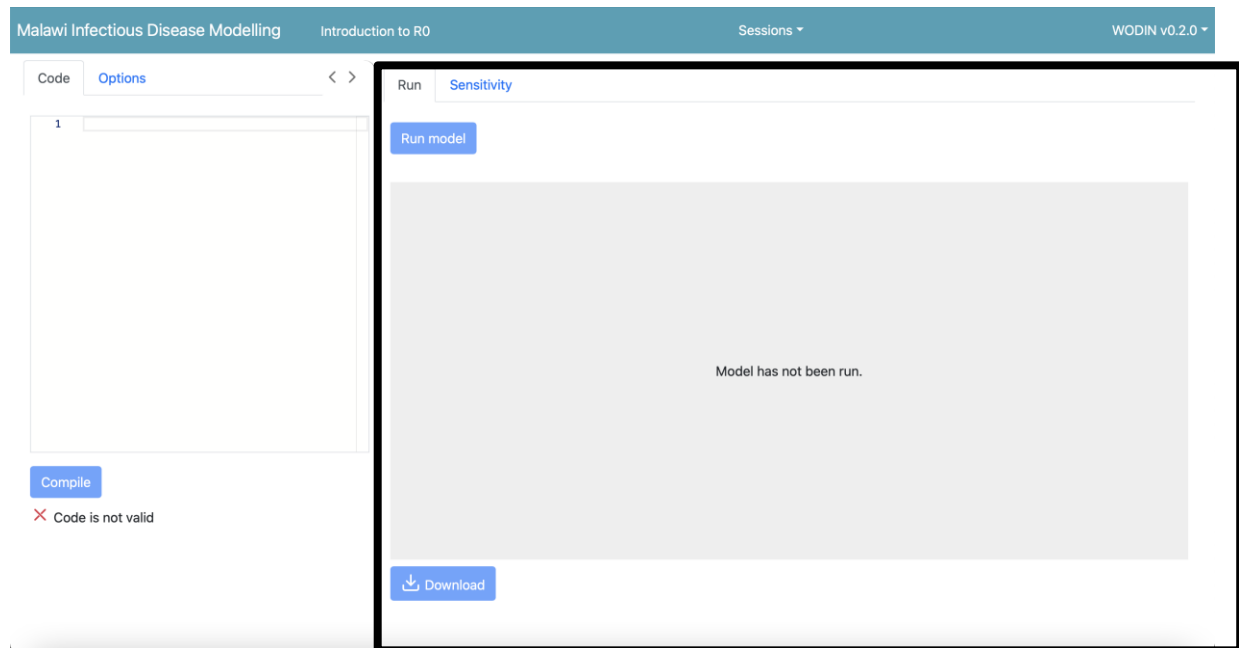 Malawi Infectious Disease Modelling Introduction to R0 Sessions WODIN v0.2.0
Code Options < >
1
Compile
Code is not valid
Run Sensitivity
Run model
Model has not been run.
Download